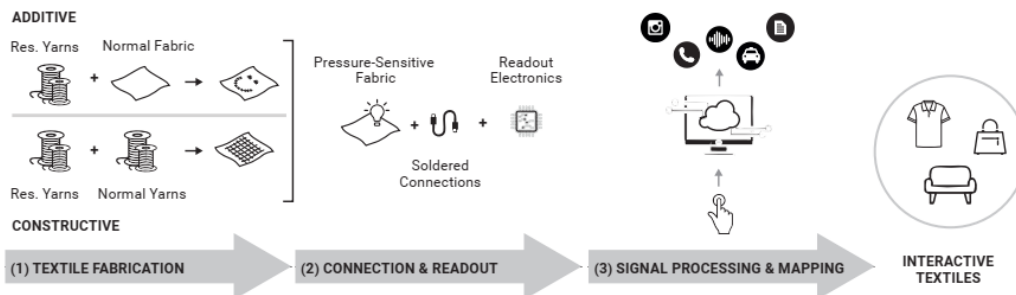 ADDITIVE
Res. Yarns
Normal Fabric
Res. Yarns
Normal Yarns
CONSTRUCTIVE
Pressure-Sensitive
Fabric
Readout
Electronics
Soldered
Connections
(1) TEXTILE FABRICATION
(2) CONNECTION & READOUT
(3) SIGNAL PROCESSING & MAPPING
INTERACTIVE
TEXTILES